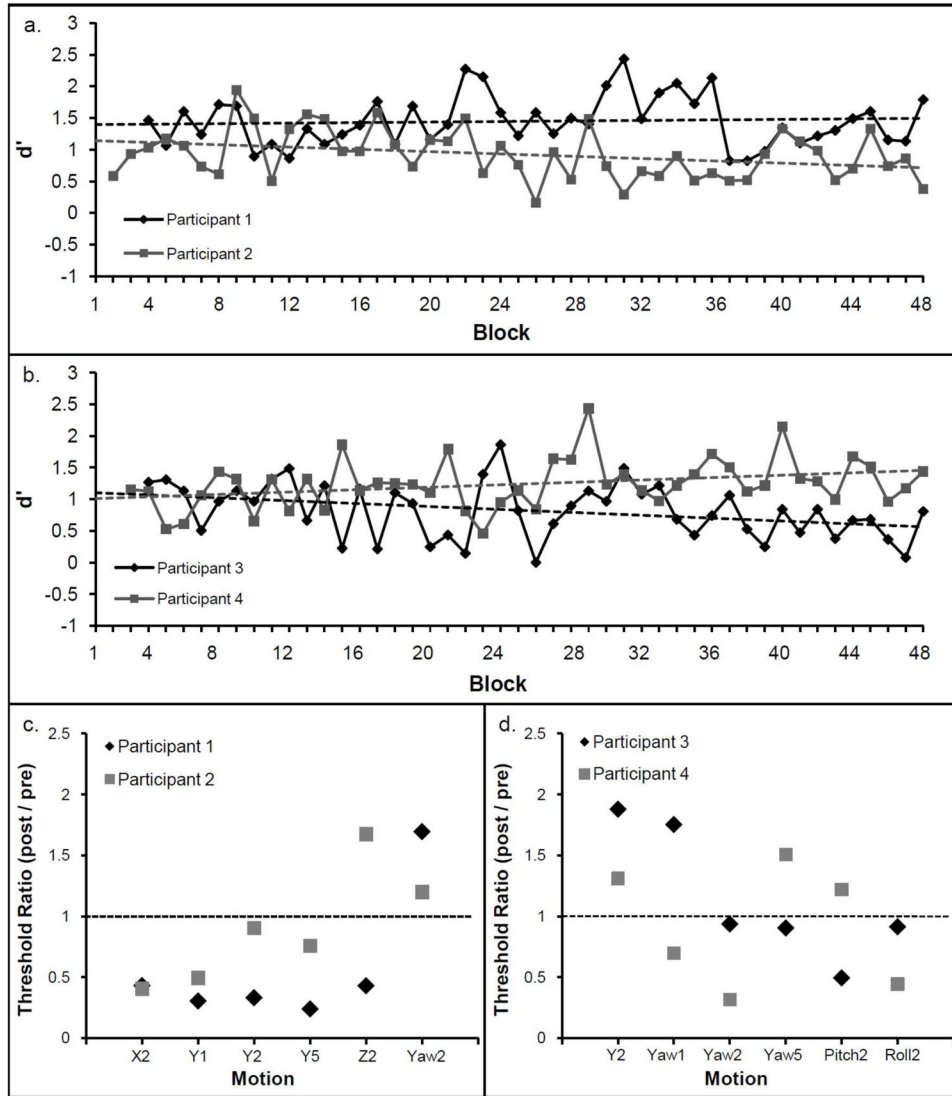 a.
3
2.5
2
1.5
1
0.5
0
-0.5
-1
d'
Participant 1
Participant 2
1 4 8 12 16 20 24 28 32 36 40 44 48
Block
b.
3
2.5
2
1.5
1
0.5
0
-0.5
-1
d'
Participant 3
Participant 4
1 4 8 12 16 20 24 28 32 36 40 44 48
Block
c.
2.5
2
1.5
1
0.5
0
Threshold Ratio (post / pre)
Participant 1
Participant 2
X2 Y1 Y2 Y5 Z2 Yaw2
Motion
d.
2.5
2
1.5
1
0.5
0
Threshold Ratio (post / pre)
Participant 3
Participant 4
Y2 Yaw1 Yaw2 Yaw5 Pitch2 Roll2
Motion